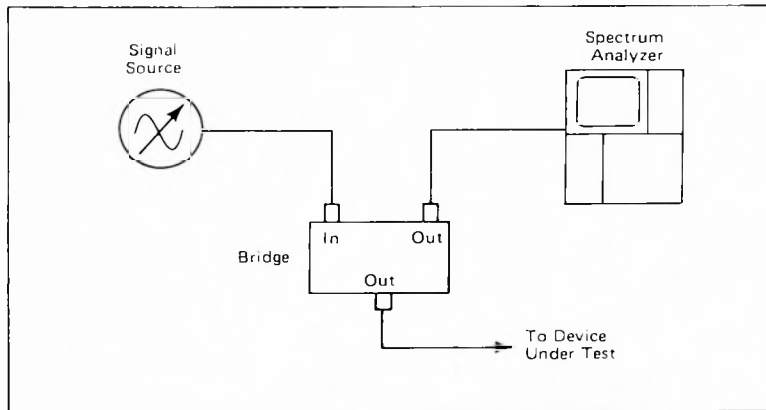 Signal
Source
Spectrum
Analyzer
In
Out
Bridge
Out
To Device
Under Test